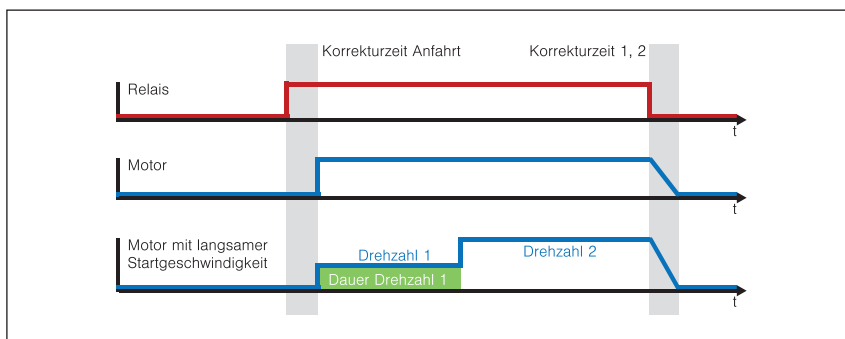 Korrekturzeit Anfahrt
Korrekturzeit 1, 2
Relais
t
Motor
t
Motor mit langsamer
Startgeschwindigkeit
Drehzahl 1
Drehzahl 2
Dauer Drehzahl 1
t